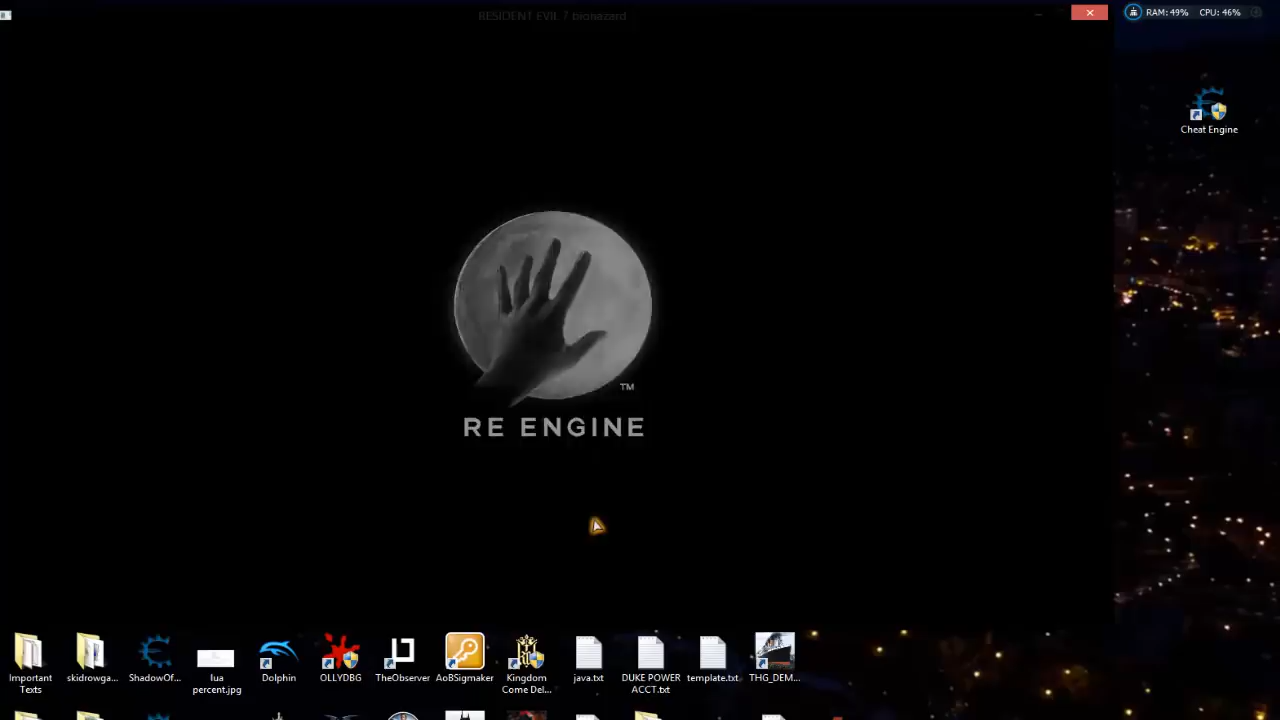 RESIDENT EVIL 7 biohazard
RAM: 49% CPU: 46%
Cheat Engine
TM
RE ENGINE
Important Texts
skidrowga...
ShadowOf...
lua percent.jpg
Dolphin
OLLYDBG
TheObserver
AoBSigmaker
Kingdom Come Del...
java.txt
DUKE POWER ACCT.txt
template.txt
THG_DEM...